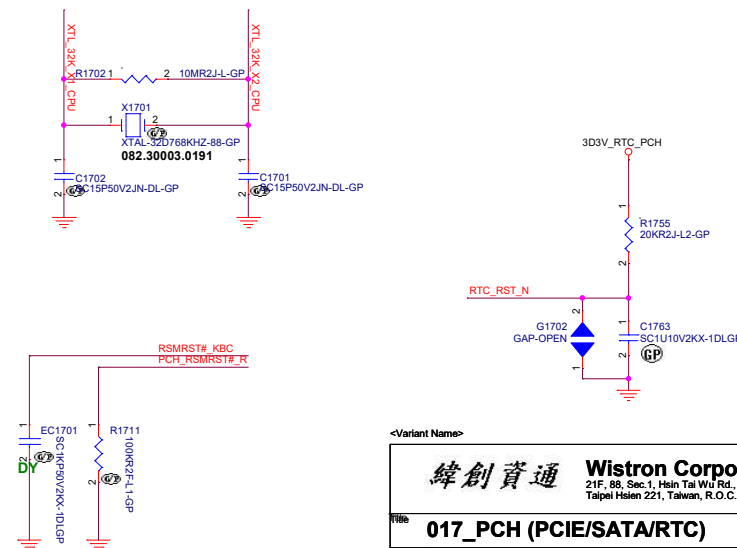 XTL_32K_X1_CPU
XTL_32K_X2_CPU
R1702 1
2 10MR2J-L-GP
X1701
1
2
XTAL-32D768KHZ-88-GP
082.30003.0191
1
C1702
SC15P50V2JN-DL-GP
2
1
C1701
SC15P50V2JN-DL-GP
2
3D3V_RTC_PCH
1
R1755
20KR2J-L2-GP
2
RTC_RST_N
2
G1702
GAP-OPEN
1
1
C1763
SC1U10V2KX-1DLGP
2
GP
RSMRST#_KBC
PCH_RSMRST#_R
1
EC1701
SC1KP50V2KX-1DLGP
2
DY
1
R1711
100KR2F-L1-GP
2
<Variant Name>
緯創資通
Wistron Corpo
21F, 88, Sec.1, Hsin Tai Wu Rd.,
Taipei Hsien 221, Taiwan, R.O.C.
Title
017_PCH (PCIE/SATA/RTC)